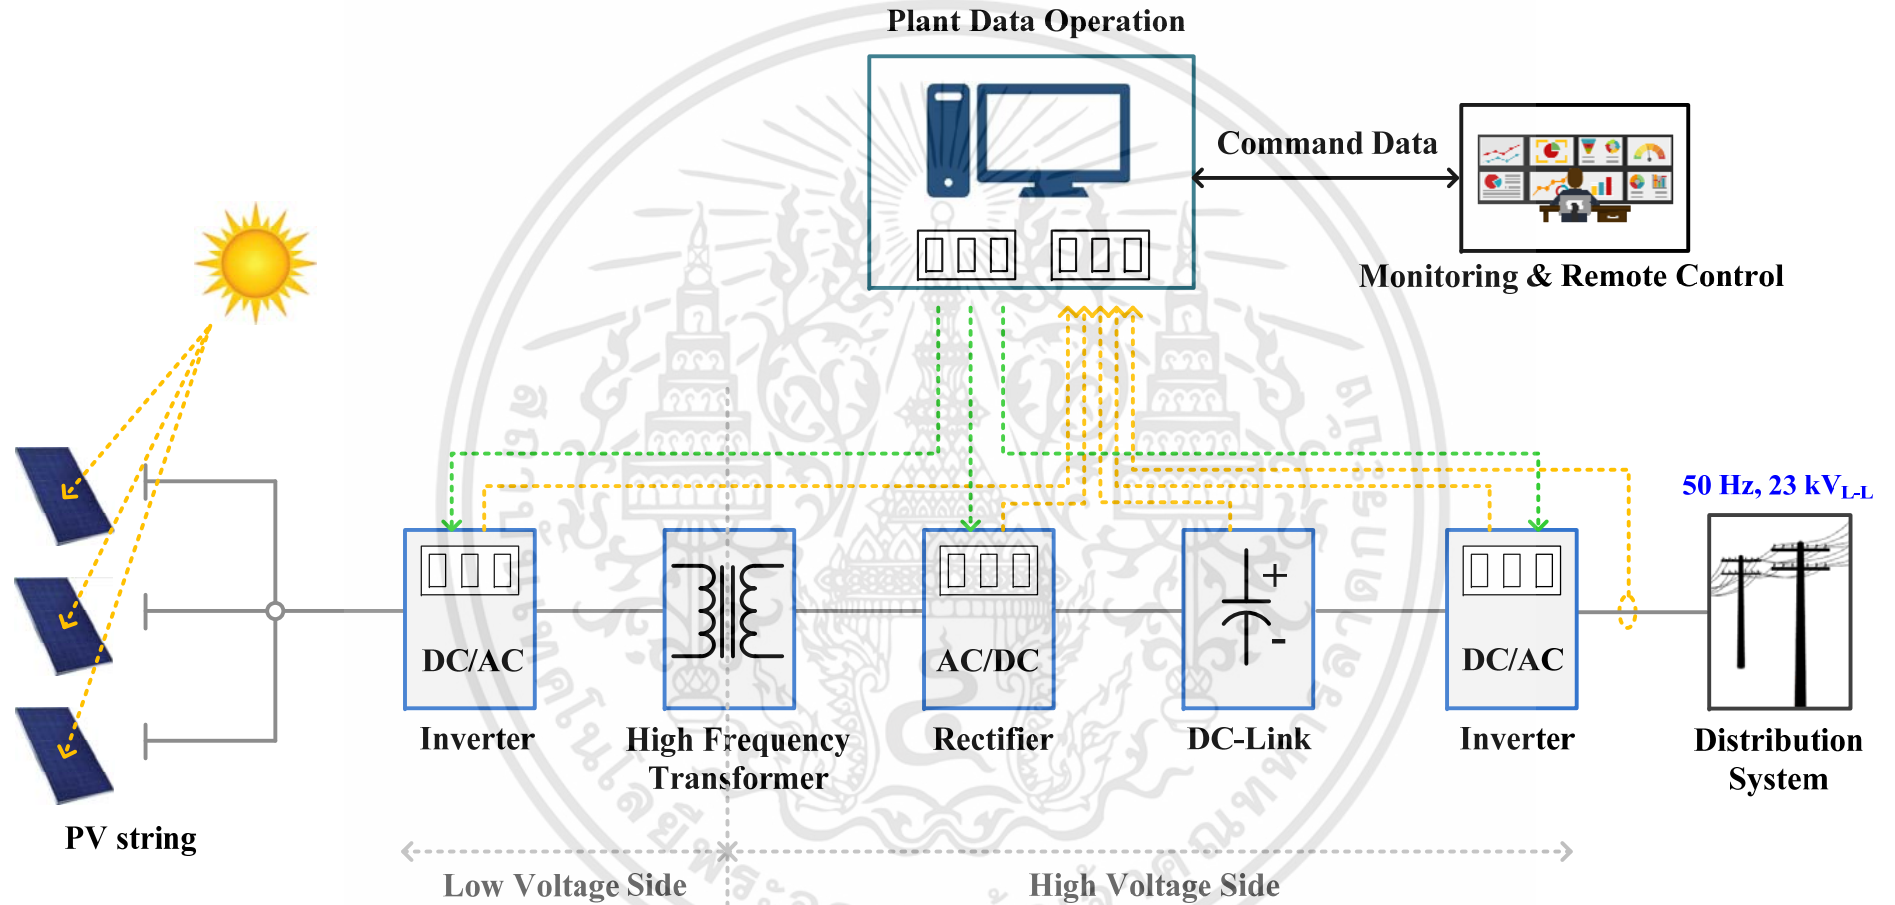 Plant Data Operation
Command Data
Monitoring & Remote Control
50 Hz, 23 kVL-L
DC/AC
AC/DC
+
-
DC/AC
Inverter
High Frequency
Transformer
Rectifier
DC-Link
Inverter
Distribution
System
PV string
Low Voltage Side
High Voltage Side